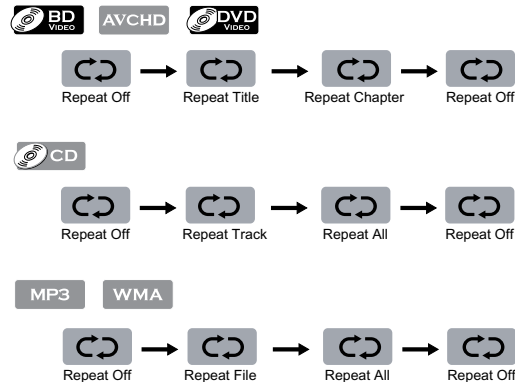 BD VIDEO AVCHD DVD VIDEO
Repeat Off Repeat Title Repeat Chapter Repeat Off
CD
Repeat Off Repeat Track Repeat All Repeat Off
MP3 WMA
Repeat Off Repeat File Repeat All Repeat Off